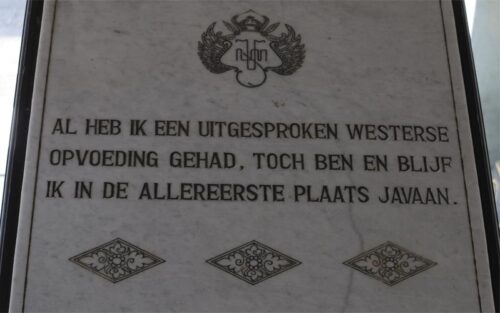 AL HEB IK EEN UITGESPROKEN WESTERSE
OPVOEDING GEHAD, TOCH BEN EN BLIJF
IK IN DE ALLEREERSTE PLAATS JAVAAN.